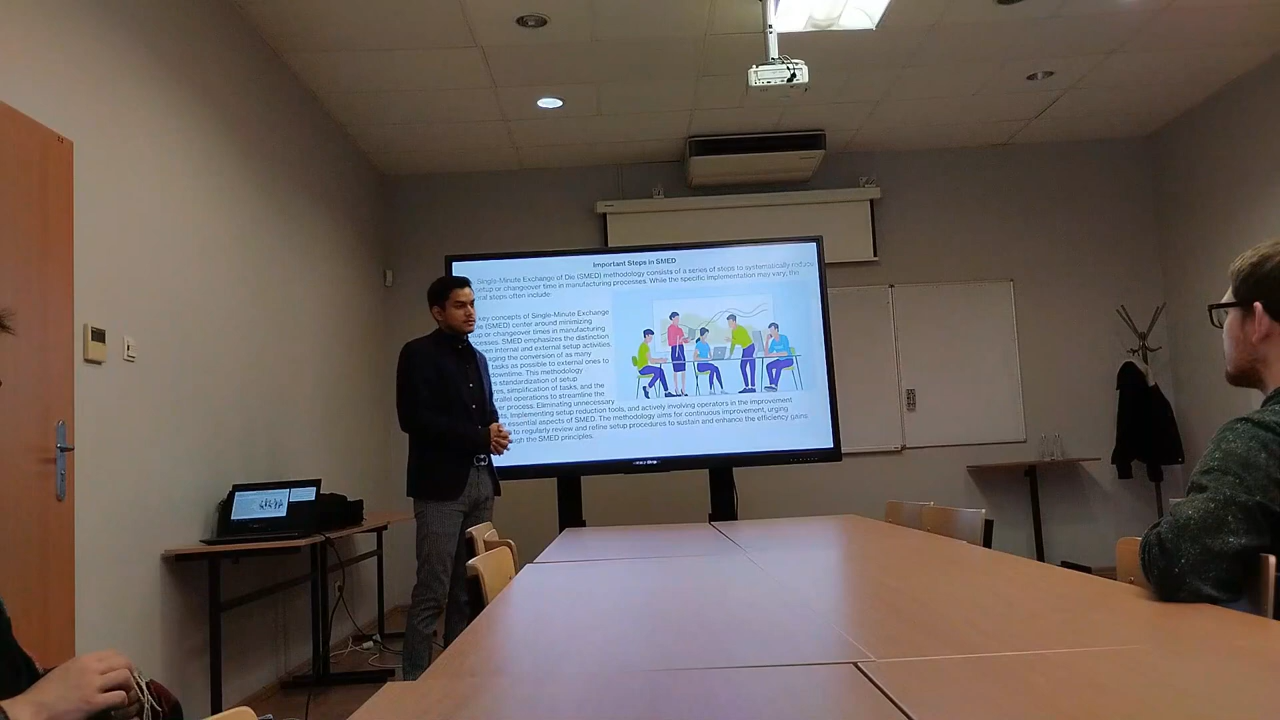 Important Steps in SMED
Single-Minute Exchange of Die (SMED) methodology consists of a series of steps to systematically reduce
setup or changeover time in manufacturing processes. While the specific implementation may vary, the
steps often include:
key concepts of Single-Minute Exchange
(SMED) center around minimizing
or changeover times in manufacturing
SMED emphasizes the distinction
internal and external setup activities,
the conversion of as many
tasks as possible to external ones to
downtime. This methodology
standardization of setup
simplification of tasks, and the
operations to streamline the
process. Eliminating unnecessary
implementing setup reduction tools, and actively involving operators in the improvement
essential aspects of SMED. The methodology aims for continuous improvement, urging
to regularly review and refine setup procedures to sustain and enhance the efficiency gains
the SMED principles.